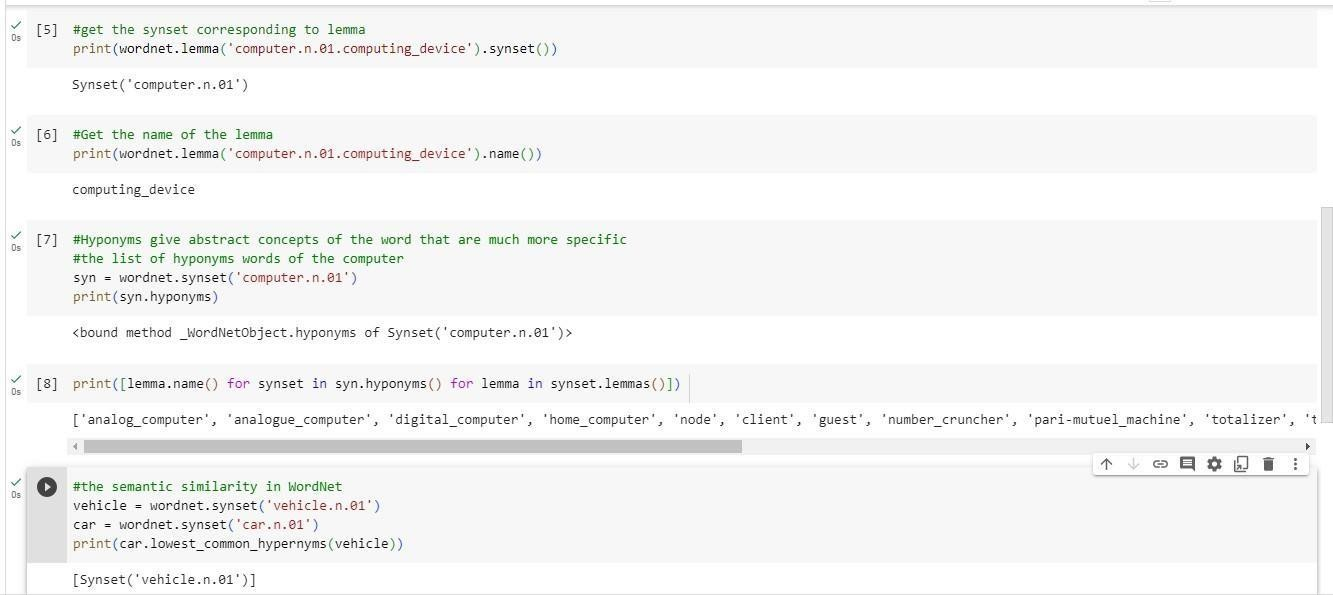 [5] #get the synset corresponding to lemma
0s print(wordnet.lemma('computer.n.01.computing_device').synset())
Synset('computer.n.01')
[6] #Get the name of the lemma
0s print(wordnet.lemma('computer.n.01.computing_device').name())
computing_device
[7] #Hyponyms give abstract concepts of the word that are much more specific
0s #the list of hyponyms words of the computer
syn = wordnet.synset('computer.n.01')
print(syn.hyponyms)
<bound method _WordNetObject.hyponyms of Synset('computer.n.01')>
[8] print([lemma.name() for synset in syn.hyponyms() for lemma in synset.lemmas()])
0s
['analog_computer', 'analogue_computer', 'digital_computer', 'home_computer', 'node', 'client', 'guest', 'number_cruncher', 'pari-mutuel_machine', 'totalizer', 't
#the semantic similarity in WordNet
0s vehicle = wordnet.synset('vehicle.n.01')
car = wordnet.synset('car.n.01')
print(car.lowest_common_hypernyms(vehicle))
[Synset('vehicle.n.01')]